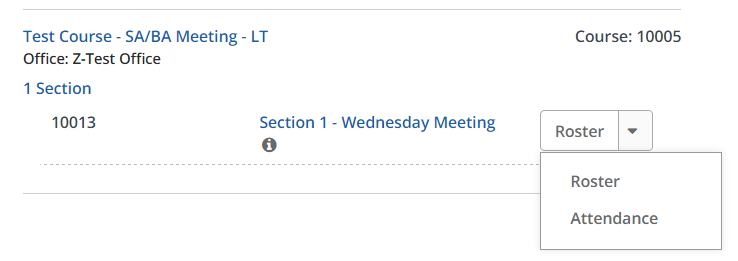 Test Course - SA/BA Meeting - LT Course: 10005
Office: Z-Test Office
1 Section
10013 Section 1 - Wednesday Meeting Roster
Roster
Attendance